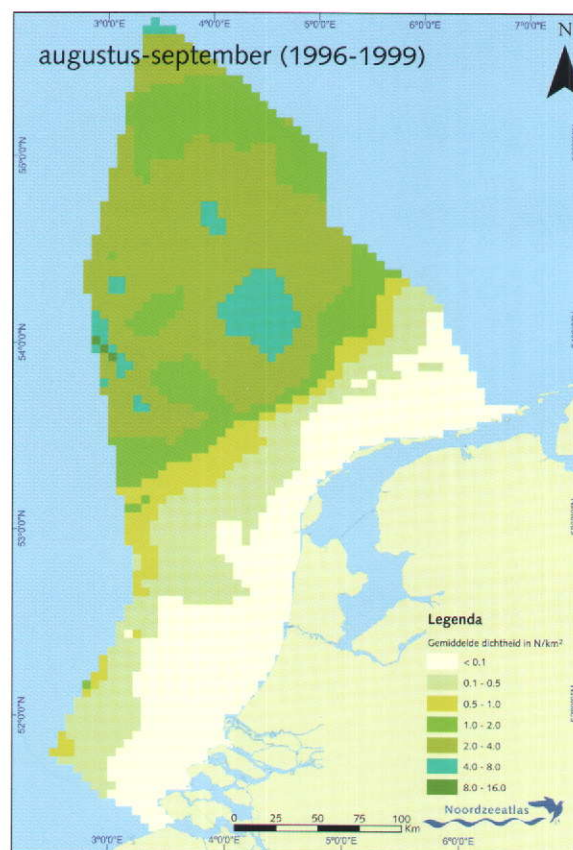 3°0'0"E 4°0'0"E 5°0'0"E 6°0'0"E 7°0'0"E
N
augustus-september (1996-1999)
54°0'0"N
53°0'0"N
52°0'0"N
Legenda
Gemiddelde dichtheid in N/km²
< 0.1
0.1 - 0.5
0.5 - 1.0
1.0 - 2.0
2.0 - 4.0
4.0 - 8.0
8.0 - 16.0
Noordzeeatlas
0 25 50 75 100
Km
3°0'0"E 4°0'0"E 5°0'0"E 6°0'0"E